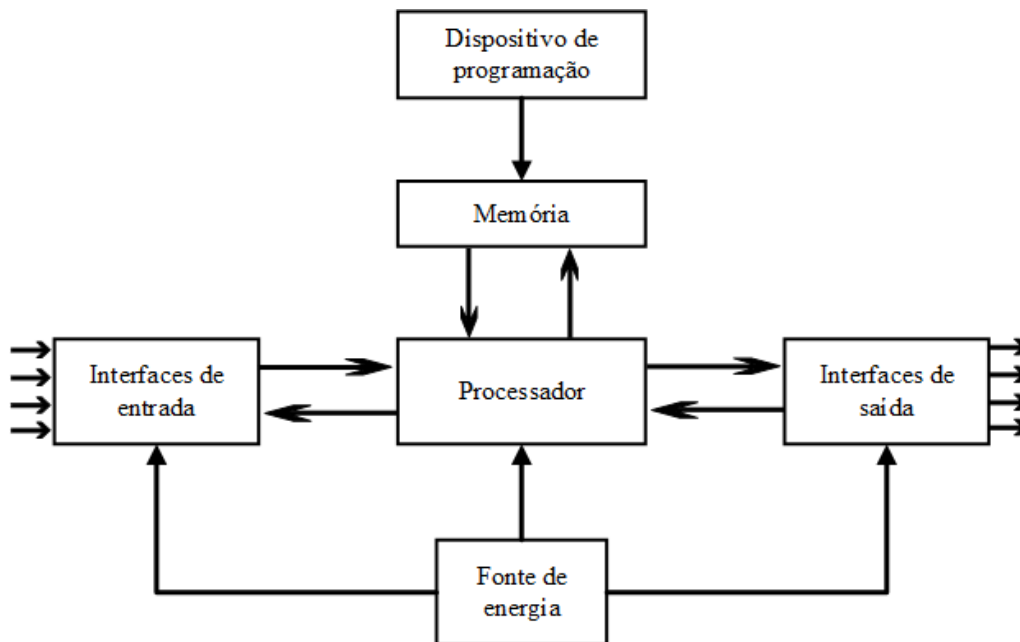 Dispositivo de
programação
Memória
Interfaces de
entrada
Processador
Interfaces de
saída
Fonte de
energia